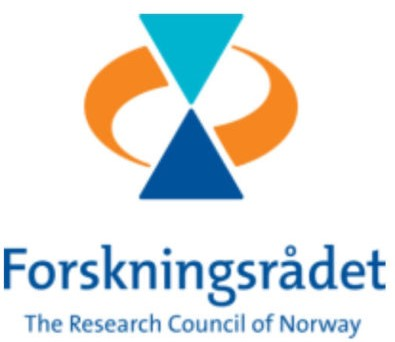 Forskningsrådet
The Research Council of Norway